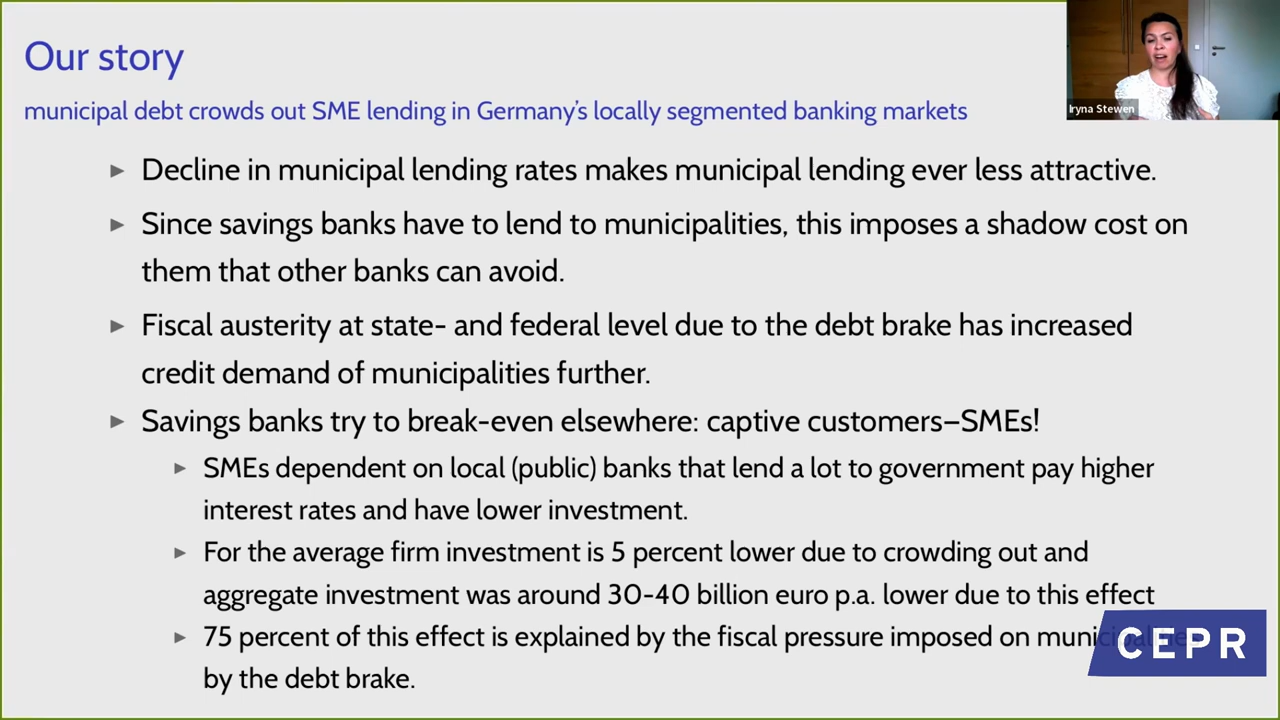 Our story
municipal debt crowds out SME lending in Germany's locally segmented banking markets
Iryna Stewen
▶ Decline in municipal lending rates makes municipal lending ever less attractive.
▶ Since savings banks have to lend to municipalities, this imposes a shadow cost on
them that other banks can avoid.
▶ Fiscal austerity at state- and federal level due to the debt brake has increased
credit demand of municipalities further.
▶ Savings banks try to break-even elsewhere: captive customers–SMEs!
▶ SMEs dependent on local (public) banks that lend a lot to government pay higher
interest rates and have lower investment.
▶ For the average firm investment is 5 percent lower due to crowding out and
aggregate investment was around 30-40 billion euro p.a. lower due to this effect
▶ 75 percent of this effect is explained by the fiscal pressure imposed on municipalities
by the debt brake.
CEPR